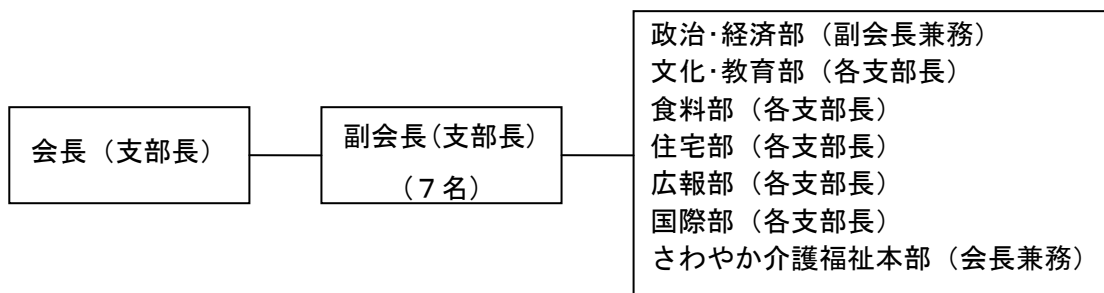 会長（支部長）
副会長（支部長）
（７名）
政治･経済部（副会長兼務）
文化･教育部（各支部長）
食料部（各支部長）
住宅部（各支部長）
広報部（各支部長）
国際部（各支部長）
さわやか介護福祉本部（会長兼務）